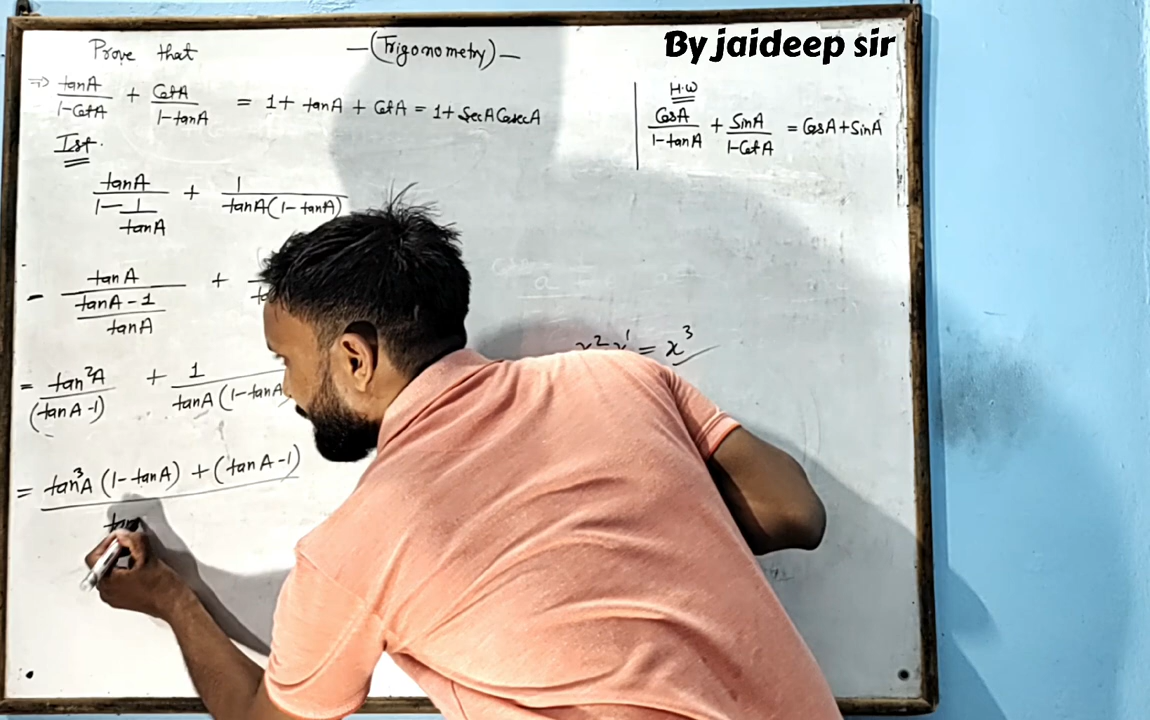 Prove that
—(Trigonometry)—
By jaideep sir
⇒ tanA/1-CotA + CotA/1-tanA = 1+ tanA + CotA = 1+ SecA CosecA
H.W
CosA/1-tanA + SinA/1-CotA = CosA+SinA
Ist.
tanA/1-1/tanA + 1/tanA(1-tanA)
- tanA/tanA-1/tanA +
= tan²A/(tanA-1) + 1/tanA(1-tanA
x² x¹ = x³
= tan³A (1-tanA) + (tanA-1)